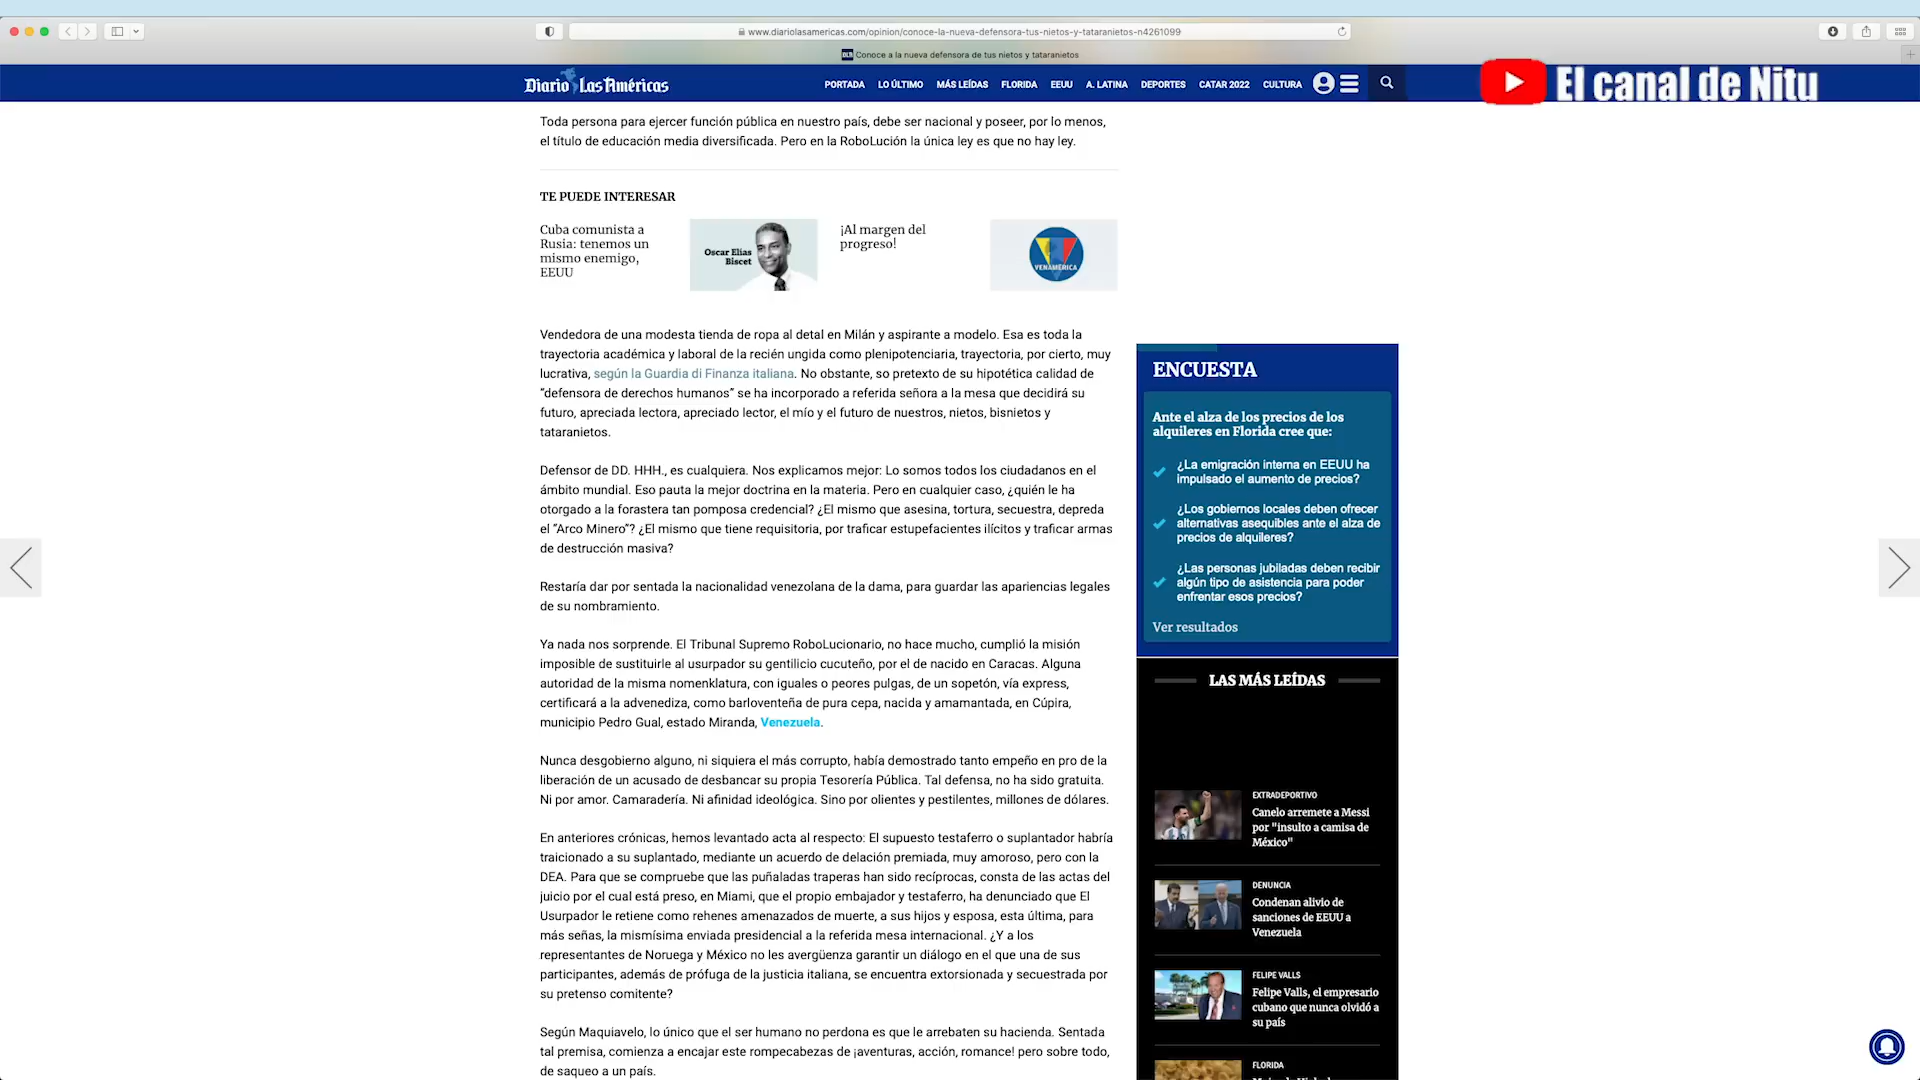 www.diariolasamericas.com/opinion/conoce-la-nueva-defensora-tus-nietos-y-tataranietos-n4261099
Conoce a la nueva defensora de tus nietos y tataranietos
Diario Las Américas
PORTADA LO ÚLTIMO MÁS LEÍDAS FLORIDA EEUU A. LATINA DEPORTES CATAR 2022 CULTURA
El canal de Nitu
Toda persona para ejercer función pública en nuestro país, debe ser nacional y poseer, por lo menos,
el título de educación media diversificada. Pero en la RoboLución la única ley es que no hay ley.
TE PUEDE INTERESAR
Cuba comunista a
Rusia: tenemos un
mismo enemigo,
EEUU
Oscar Elías
Biscet
¡Al margen del
progreso!
VENAMÉRICA
Vendedora de una modesta tienda de ropa al detal en Milán y aspirante a modelo. Esa es toda la
trayectoria académica y laboral de la recién ungida como plenipotenciaria, trayectoria, por cierto, muy
lucrativa, según la Guardia di Finanza italiana. No obstante, so pretexto de su hipotética calidad de
“defensora de derechos humanos” se ha incorporado a referida señora a la mesa que decidirá su
futuro, apreciada lectora, apreciado lector, el mío y el futuro de nuestros, nietos, bisnietos y
tataranietos.
Defensor de DD. HHH., es cualquiera. Nos explicamos mejor: Lo somos todos los ciudadanos en el
ámbito mundial. Eso pauta la mejor doctrina en la materia. Pero en cualquier caso, ¿quién le ha
otorgado a la forastera tan pomposa credencial? ¿El mismo que asesina, tortura, secuestra, depreda
el “Arco Minero”? ¿El mismo que tiene requisitoria, por traficar estupefacientes ilícitos y traficar armas
de destrucción masiva?
Restaría dar por sentada la nacionalidad venezolana de la dama, para guardar las apariencias legales
de su nombramiento.
Ya nada nos sorprende. El Tribunal Supremo RoboLucionario, no hace mucho, cumplió la misión
imposible de sustituirle al usurpador su gentilicio cucuteño, por el de nacido en Caracas. Alguna
autoridad de la misma nomenklatura, con iguales o peores pulgas, de un sopetón, vía express,
certificará a la advenediza, como barloventeña de pura cepa, nacida y amamantada, en Cúpira,
municipio Pedro Gual, estado Miranda, Venezuela.
Nunca desgobierno alguno, ni siquiera el más corrupto, había demostrado tanto empeño en pro de la
liberación de un acusado de desbancar su propia Tesorería Pública. Tal defensa, no ha sido gratuita.
Ni por amor. Camaradería. Ni afinidad ideológica. Sino por olientes y pestilentes, millones de dólares.
En anteriores crónicas, hemos levantado acta al respecto: El supuesto testaferro o suplantador habría
traicionado a su suplantado, mediante un acuerdo de delación premiada, muy amoroso, pero con la
DEA. Para que se compruebe que las puñaladas traperas han sido recíprocas, consta de las actas del
juicio por el cual está preso, en Miami, que el propio embajador y testaferro, ha denunciado que El
Usurpador le retiene como rehenes amenazados de muerte, a sus hijos y esposa, esta última, para
más señas, la mismísima enviada presidencial a la referida mesa internacional. ¿Y a los
representantes de Noruega y México no les avergüenza garantir un diálogo en el que una de sus
participantes, además de prófuga de la justicia italiana, se encuentra extorsionada y secuestrada por
su pretenso comitente?
Según Maquiavelo, lo único que el ser humano no perdona es que le arrebaten su hacienda. Sentada
tal premisa, comienza a encajar este rompecabezas de ¡aventuras, acción, romance! pero sobre todo,
de saqueo a un país.
ENCUESTA
Ante el alza de los precios de los
alquileres en Florida cree que:
¿La emigración interna en EEUU ha
impulsado el aumento de precios?
¿Los gobiernos locales deben ofrecer
alternativas asequibles ante el alza de
precios de alquileres?
¿Las personas jubiladas deben recibir
algún tipo de asistencia para poder
enfrentar esos precios?
Ver resultados
LAS MÁS LEÍDAS
EXTRADEPORTIVO
Canelo arremete a Messi
por "insulto a camisa de
México"
DENUNCIA
Condenan alivio de
sanciones de EEUU a
Venezuela
FELIPE VALLS
Felipe Valls, el empresario
cubano que nunca olvidó a
su país
FLORIDA